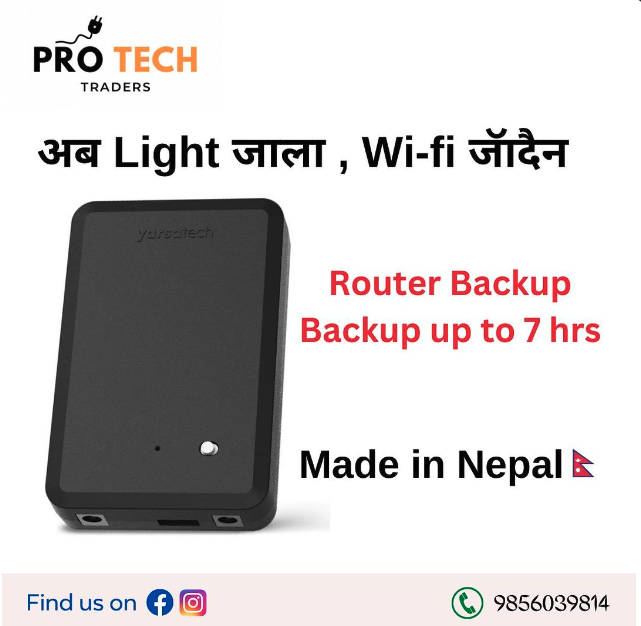 PRO TECH
TRADERS
अब Light जाला , Wi-fi जाँदैन
yarsatech
Router Backup
Backup up to 7 hrs
Made in Nepal
Find us on
9856039814